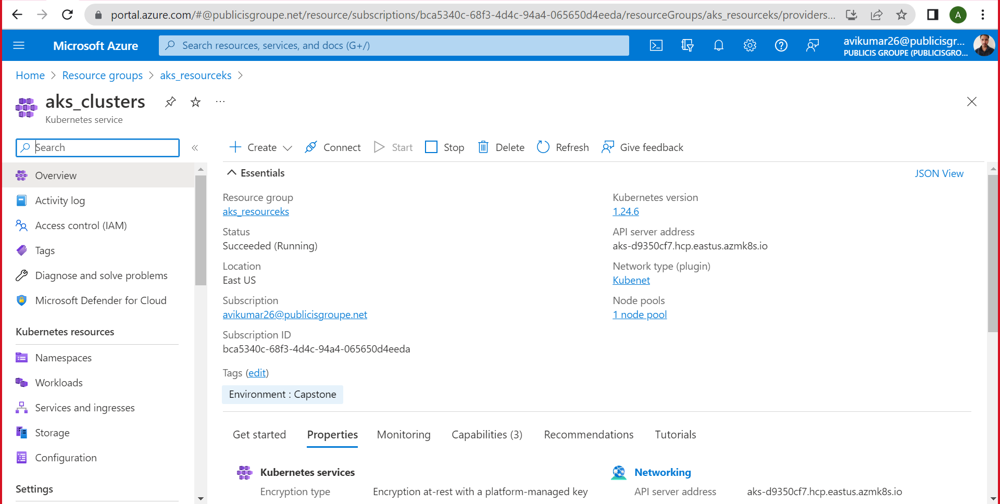 portal.azure.com/#@publicisgroupe.net/resource/subscriptions/bca5340c-68f3-4d4c-94a4-065650d4eeda/resourceGroups/aks_resourceks/providers...
A
Microsoft Azure
Search resources, services, and docs (G+/)
avikumar26@publicisgr...
PUBLICIS GROUPE (PUBLICISGRO...
Home > Resource groups > aks_resourceks >
aks_clusters
Kubernetes service
Search
Create
Connect
Start
Stop
Delete
Refresh
Give feedback
Overview
Activity log
Access control (IAM)
Tags
Diagnose and solve problems
Microsoft Defender for Cloud
Kubernetes resources
Namespaces
Workloads
Services and ingresses
Storage
Configuration
Settings
Essentials
JSON View
Resource group
aks_resourceks
Status
Succeeded (Running)
Location
East US
Subscription
avikumar26@publicisgroupe.net
Subscription ID
bca5340c-68f3-4d4c-94a4-065650d4eeda
Kubernetes version
1.24.6
API server address
aks-d9350cf7.hcp.eastus.azmk8s.io
Network type (plugin)
Kubenet
Node pools
1 node pool
Tags (edit)
Environment : Capstone
Get started
Properties
Monitoring
Capabilities (3)
Recommendations
Tutorials
Kubernetes services
Encryption type Encryption at-rest with a platform-managed key
Networking
API server address aks-d9350cf7.hcp.eastus.azmk8s.io